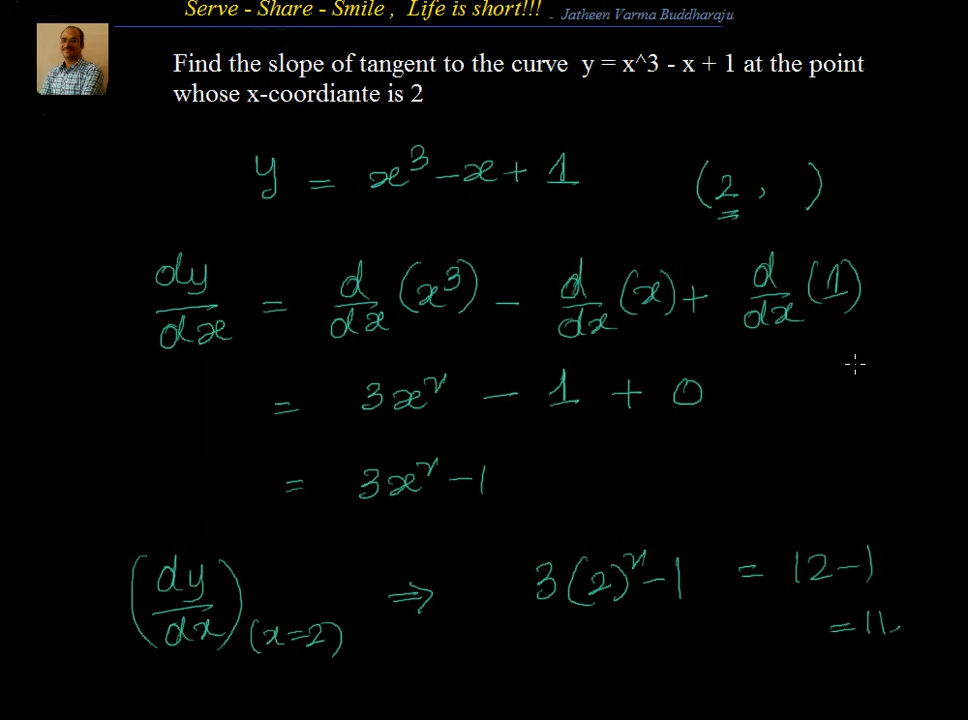 Serve - Share - Smile , Life is short!!! - Jatheen Varma Buddharaju
Find the slope of tangent to the curve y = x^3 - x + 1 at the point
whose x-coordiante is 2
y = x³ - x + 1 (2, )
dy/dx = d/dx (x³) - d/dx (x) + d/dx (1)
= 3x² - 1 + 0
= 3x² - 1
(dy/dx)(x=2) ⇒ 3(2)² - 1 = 12 - 1
= 11